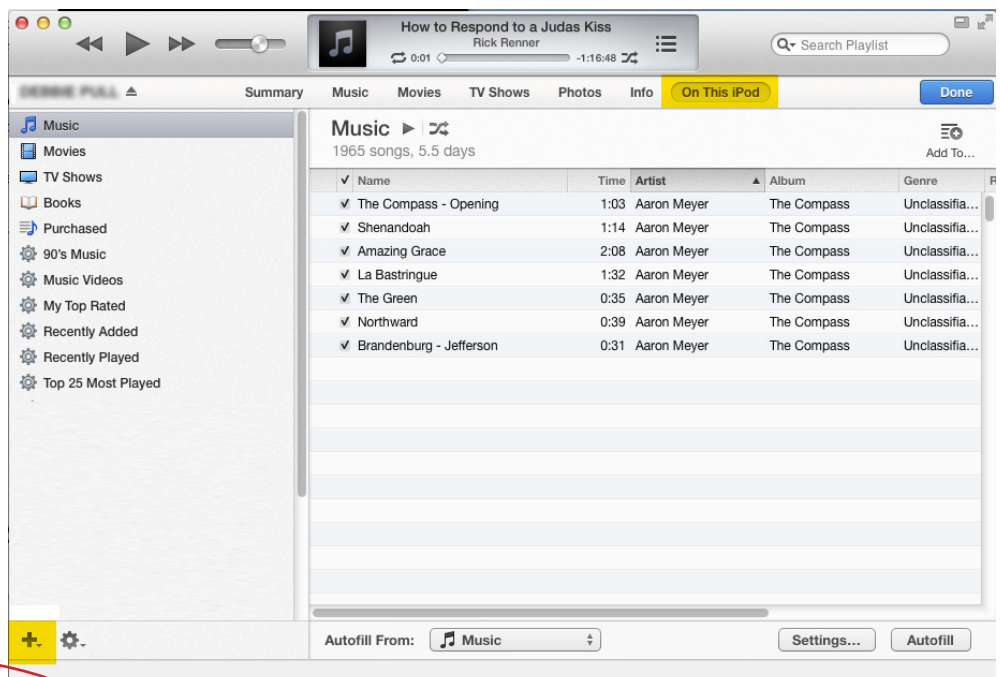 How to Respond to a Judas Kiss
Rick Renner
0:01 -1:16:48
Search Playlist
Summary Music Movies TV Shows Photos Info On This iPod Done
Music
Movies
TV Shows
Books
Purchased
90's Music
Music Videos
My Top Rated
Recently Added
Recently Played
Top 25 Most Played
Music
1965 songs, 5.5 days
Add To...
Name Time Artist Album Genre R
The Compass - Opening 1:03 Aaron Meyer The Compass Unclassifia...
Shenandoah 1:14 Aaron Meyer The Compass Unclassifia...
Amazing Grace 2:08 Aaron Meyer The Compass Unclassifia...
La Bastringue 1:32 Aaron Meyer The Compass Unclassifia...
The Green 0:35 Aaron Meyer The Compass Unclassifia...
Northward 0:39 Aaron Meyer The Compass Unclassifia...
Brandenburg - Jefferson 0:31 Aaron Meyer The Compass Unclassifia...
Autofill From: Music Settings... Autofill